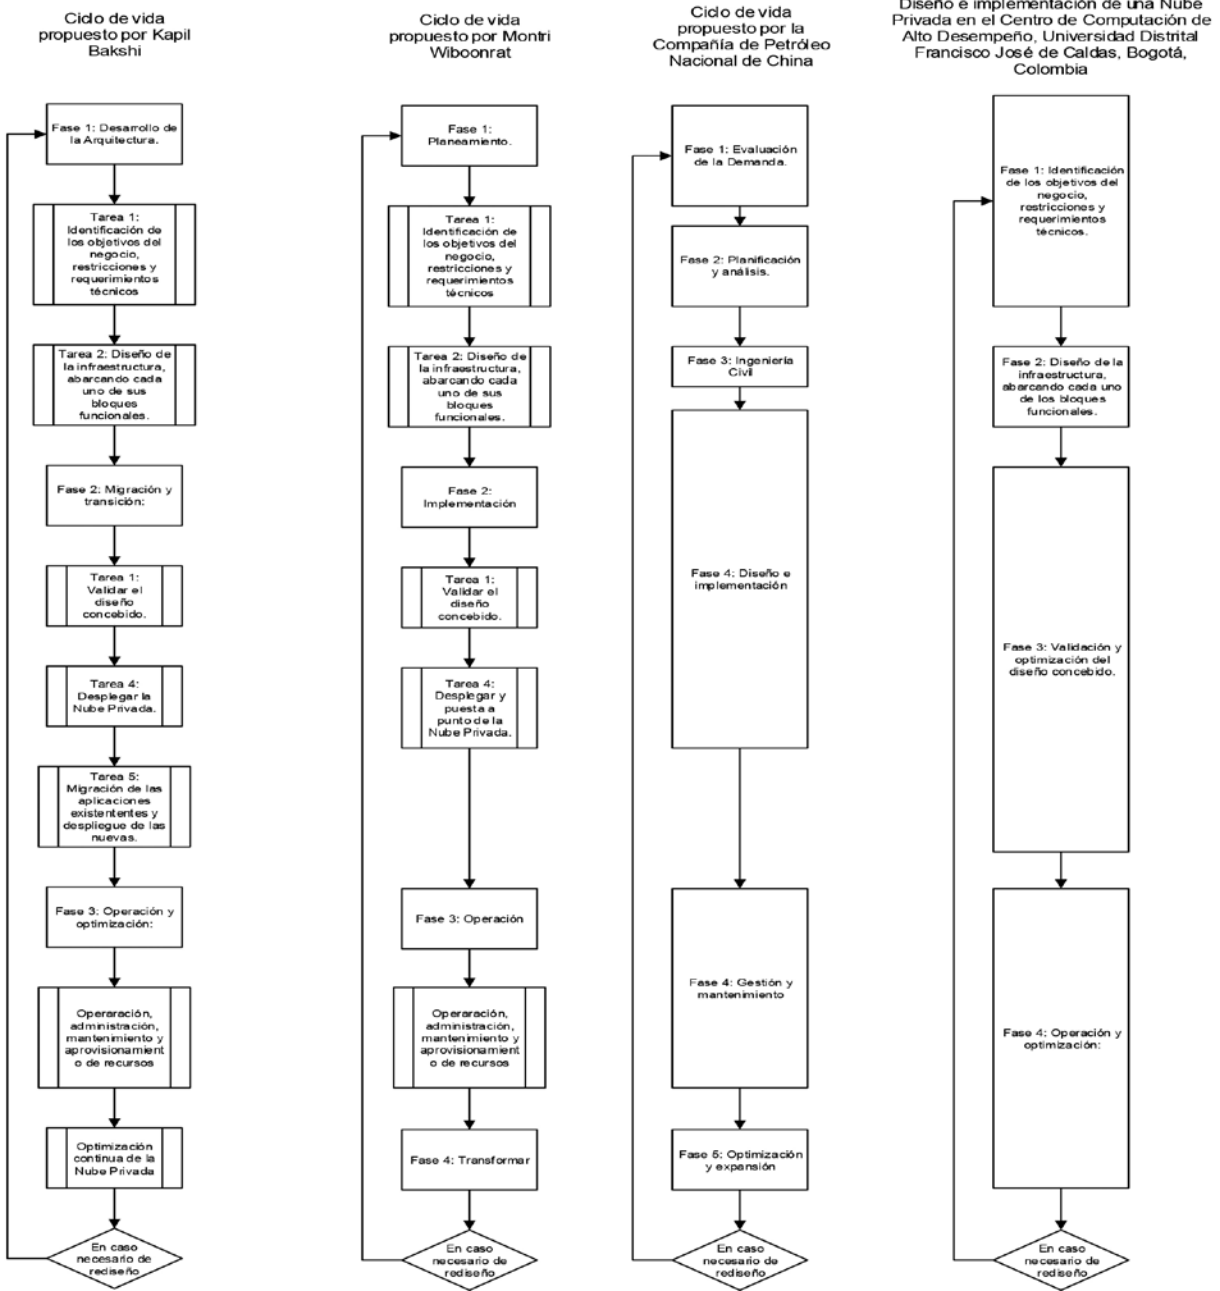 Ciclo de vida
propuesto por Kapil
Bakshi
Fase 1: Desarrollo de
la Arquitectura.
Tarea 1:
Identificación de
los objetivos del
negocio,
restricciones y
requerimientos
técnicos
Tarea 2: Diseño de
la infraestructura,
abarcando cada
uno de sus
bloques
funcionales.
Fase 2: Migración y
transición:
Tarea 1:
Validar el
diseño
concebido.
Tarea 4:
Desplegar la
Nube Privada.
Tarea 5:
Migración de las
aplicaciones
existententes y
despliegue de las
nuevas.
Fase 3: Operación y
optimización:
Operaración,
administración,
mantenimiento y
aprovisionamient
o de recursos
Optimización
continua de la
Nube Privada
En caso
necesario de
rediseño
Ciclo de vida
propuesto por Montri
Wiboonrat
Fase 1:
Planeamiento.
Tarea 1:
Identificación de
los objetivos del
negocio,
restricciones y
requerimientos
técnicos
Tarea 2: Diseño de
la infraestructura,
abarcando cada
uno de sus
bloques
funcionales.
Fase 2:
Implementación
Tarea 1:
Validar el
diseño
concebido.
Tarea 4:
Desplegar y
puesta a
punto de la
Nube Privada.
Fase 3: Operación
Operaración,
administración,
mantenimiento y
aprovisionamient
o de recursos
Fase 4: Transformar
En caso
necesario de
rediseño
Ciclo de vida
propuesto por la
Compañía de Petróleo
Nacional de China
Fase 1: Evaluación
de la Demanda.
Fase 2: Planificación
y análisis.
Fase 3: Ingeniería
Civil
Fase 4: Diseño e
implementación
Fase 4: Gestión y
mantenimiento
Fase 5: Optimización
y expansión
En caso
necesario de
rediseño
Diseño e implementación de una Nube
Privada en el Centro de Computación de
Alto Desempeño, Universidad Distrital
Francisco José de Caldas, Bogotá,
Colombia
Fase 1: Identificación
de los objetivos del
negocio,
restricciones y
requerimientos
técnicos.
Fase 2: Diseño de la
infraestructura,
abarcando cada uno
de los bloques
funcionales.
Fase 3: Validación y
optimización del
diseño concebido.
Fase 4: Operación y
optimización:
En caso
necesario de
rediseño